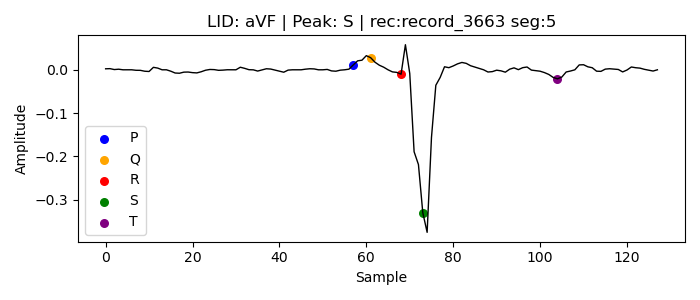 LID: aVF | Peak: S | rec:record_3663 seg:5
Amplitude
0.0
−0.1
−0.2
−0.3
P
Q
R
S
T
0
20
40
60
80
100
120
Sample